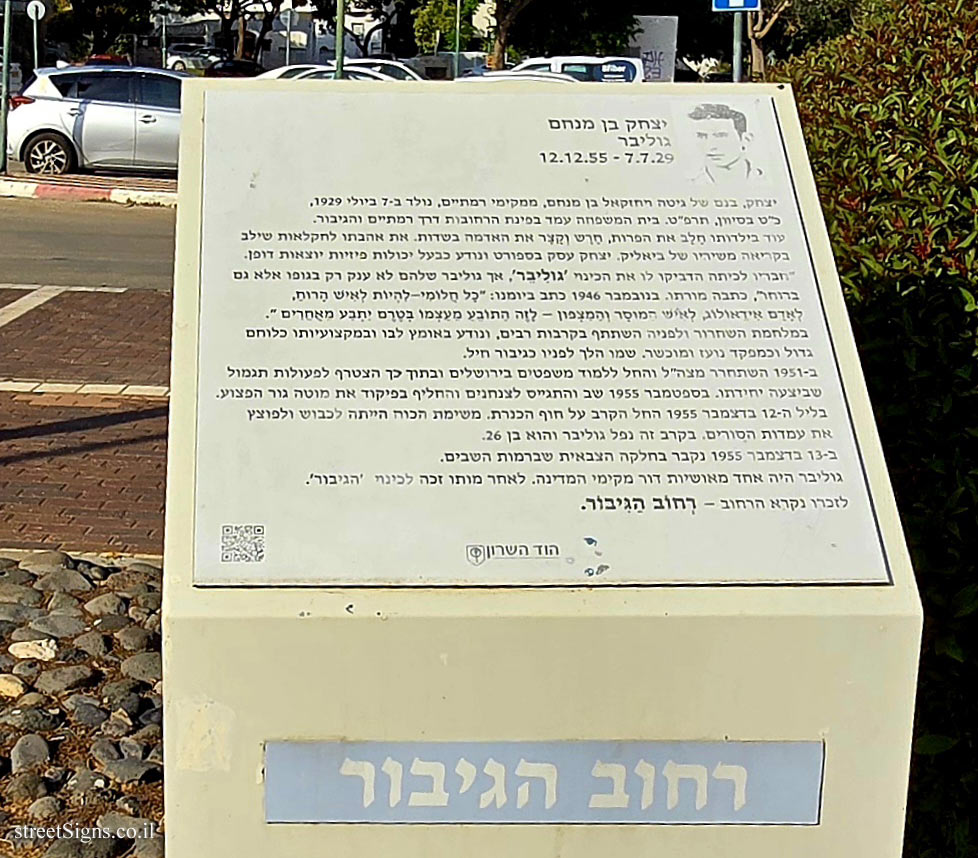 יצחק בן מנחם
גוליבר
12.12.55 - 7.7.29
יצחק, בנם של גיטה ויחזקאל בן מנחם, ממקימי רמתיים, נולד ב-7 ביולי 1929,
כ"ט בסיוון, תרפ"ט. בית המשפחה עמד בפינת הרחובות דרך רמתיים והגיבור.
עוד בילדותו חָלַב את הפרות, חָרַשׁ וְקָצַר את האדמה בשדות. את אהבתו לחקלאות שילב
בקריאה משיריו של ביאליק. יצחק עסק בספורט ונודע כבעל יכולות פיזיות יוצאות דופן.
"חבריו לכיתה הדביקו לו את הכינוי 'גוּלִיבֶר', אך גוליבר שלהם לא ענק רק בגופו אלא גם
ברוחו", כתבה מורתו. בנובמבר 1946 כתב ביומנו: "כָּל חֲלוֹמִי–לִהְיוֹת לְאִישׁ הָרוּחַ,
לְאָדָם אִידֵאוֹלוֹג, לְאִישׁ הַמּוּסָר וְהַמַּצְפּוּן – לָזֶה הַתּוֹבֵעַ מֵעַצְמוֹ בְּטֶרֶם יִתְבַּע מֵאֲחֵרִים".
במלחמת השחרור ולפניה השתתף בקרבות רבים, ונודע באומץ לבו ובמקצועיותו כלוחם
גדול וכמפקד נועז ומוכשר. שמו הלך לפניו כגיבור חיל.
ב-1951 השתחרר מצה"ל והחל ללמוד משפטים בירושלים ובתוך כך הצטרף לפעולות תגמול
שביצעה יחידתו. בספטמבר 1955 שב והתגייס לצנחנים והחליף בפיקוד את מוטה גור הפצוע.
בליל ה-12 בדצמבר 1955 החל הקרב על חוף הכנרת. משימת הכוח הייתה לכבוש ולפוצץ
את עמדות הסורים. בקרב זה נפל גוליבר והוא בן 26.
ב-13 בדצמבר 1955 נקבר בחלקה הצבאית שברמות השבים.
גוליבר היה אחד מאושיות דור מקימי המדינה. לאחר מותו זכה לכינוי 'הגיבור'.
לזכרו נקרא הרחוב – רְחוֹב הַגִּיבּוֹר.
הוד השרון
רחוב הגיבור
Bfiber
streetSigns.co.il